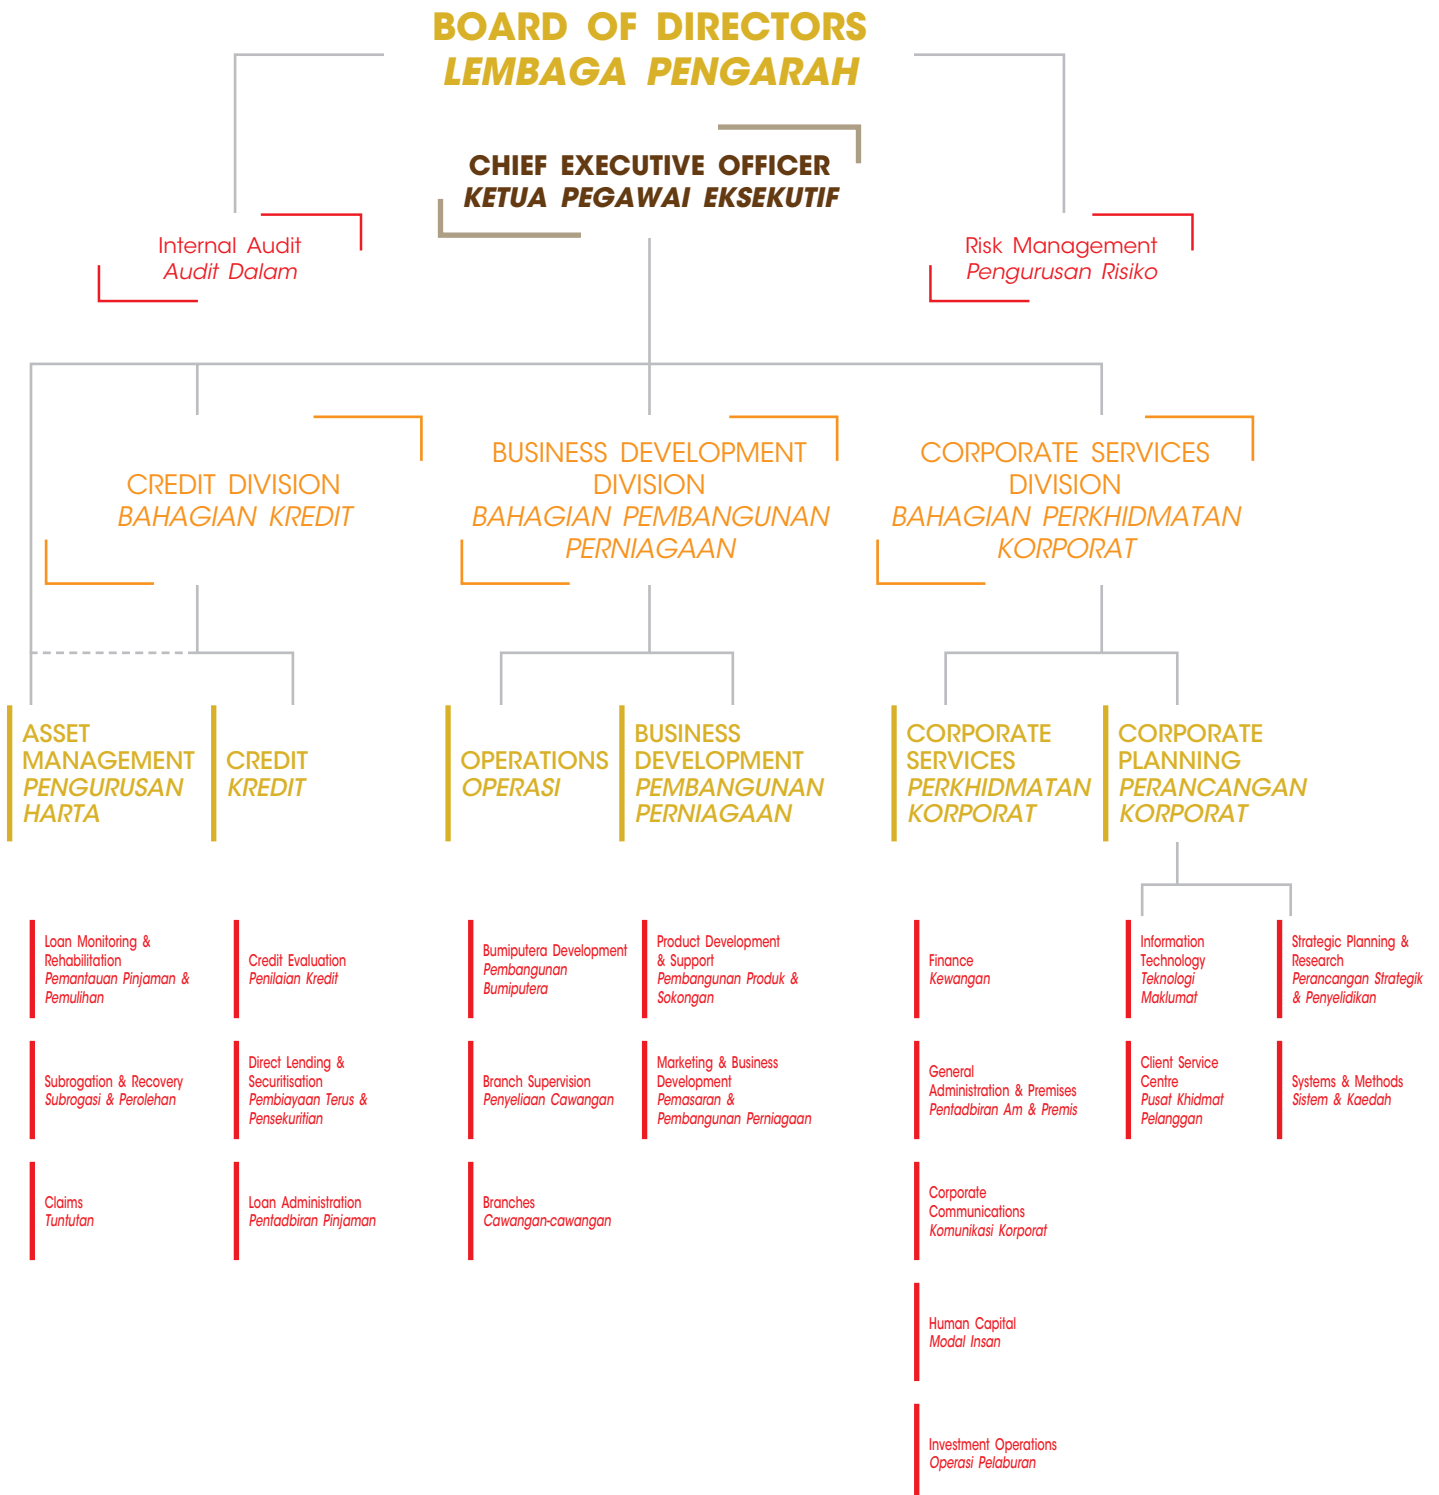 BOARD OF DIRECTORS
LEMBAGA PENGARAH
CHIEF EXECUTIVE OFFICER
KETUA PEGAWAI EKSEKUTIF
Internal Audit
Audit Dalam
Risk Management
Pengurusan Risiko
CREDIT DIVISION
BAHAGIAN KREDIT
BUSINESS DEVELOPMENT
DIVISION
BAHAGIAN PEMBANGUNAN
PERNIAGAAN
CORPORATE SERVICES
DIVISION
BAHAGIAN PERKHIDMATAN
KORPORAT
ASSET
MANAGEMENT
PENGURUSAN
HARTA
CREDIT
KREDIT
OPERATIONS
OPERASI
BUSINESS
DEVELOPMENT
PEMBANGUNAN
PERNIAGAAN
CORPORATE
SERVICES
PERKHIDMATAN
KORPORAT
CORPORATE
PLANNING
PERANCANGAN
KORPORAT
Loan Monitoring &
Rehabilitation
Pemantauan Pinjaman &
Pemulihan
Subrogation & Recovery
Subrogasi & Perolehan
Claims
Tuntutan
Credit Evaluation
Penilaian Kredit
Direct Lending &
Securitisation
Pembiayaan Terus &
Pensekuritian
Loan Administration
Pentadbiran Pinjaman
Bumiputera Development
Pembangunan
Bumiputera
Branch Supervision
Penyeliaan Cawangan
Branches
Cawangan-cawangan
Product Development
& Support
Pembangunan Produk &
Sokongan
Marketing & Business
Development
Pemasaran &
Pembangunan Perniagaan
Finance
Kewangan
General
Administration & Premises
Pentadbiran Am & Premis
Corporate
Communications
Komunikasi Korporat
Human Capital
Modal Insan
Investment Operations
Operasi Pelaburan
Information
Technology
Teknologi
Maklumat
Client Service
Centre
Pusat Khidmat
Pelanggan
Strategic Planning &
Research
Perancangan Strategik
& Penyelidikan
Systems & Methods
Sistem & Kaedah